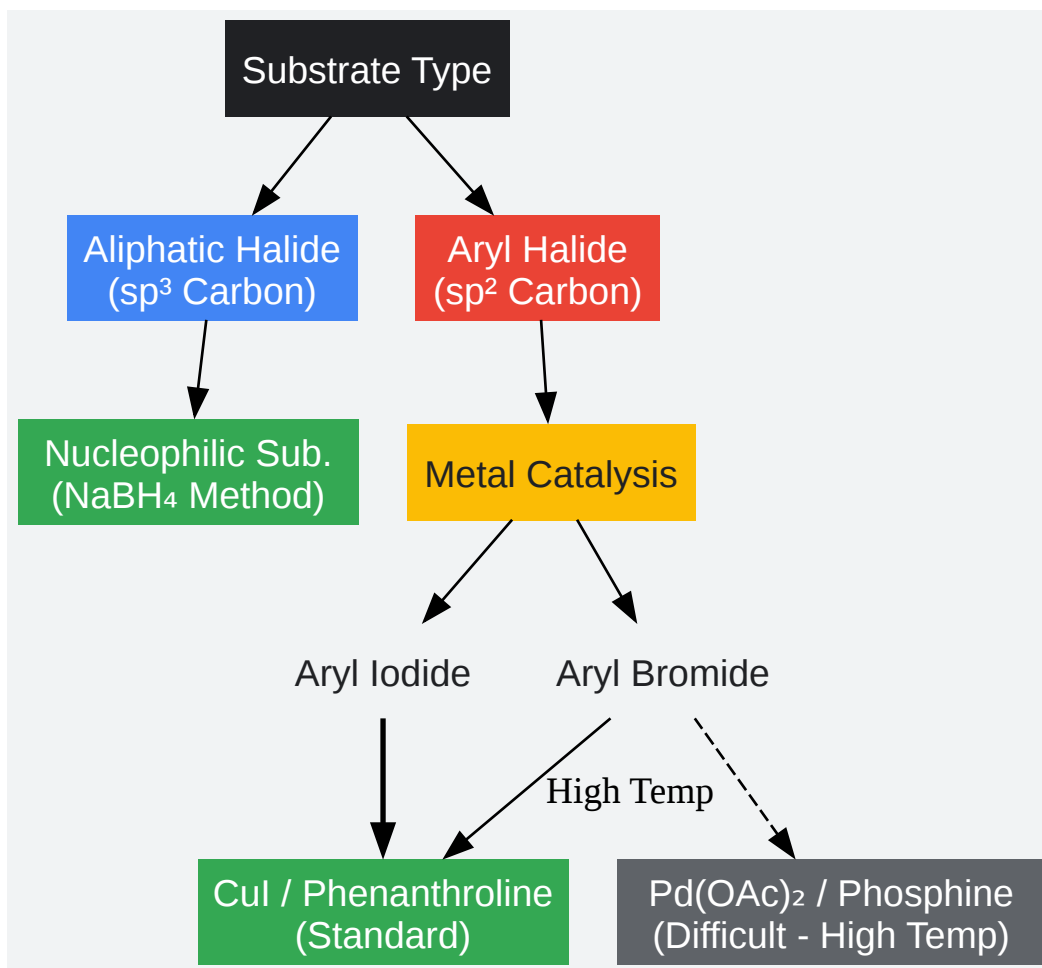 Substrate Type
Aliphatic Halide
(sp³ Carbon)
Aryl Halide
(sp² Carbon)
Nucleophilic Sub.
(NaBH₄ Method)
Metal Catalysis
Aryl Iodide
Aryl Bromide
High Temp
CuI / Phenanthroline
(Standard)
Pd(OAc)₂ / Phosphine
(Difficult - High Temp)